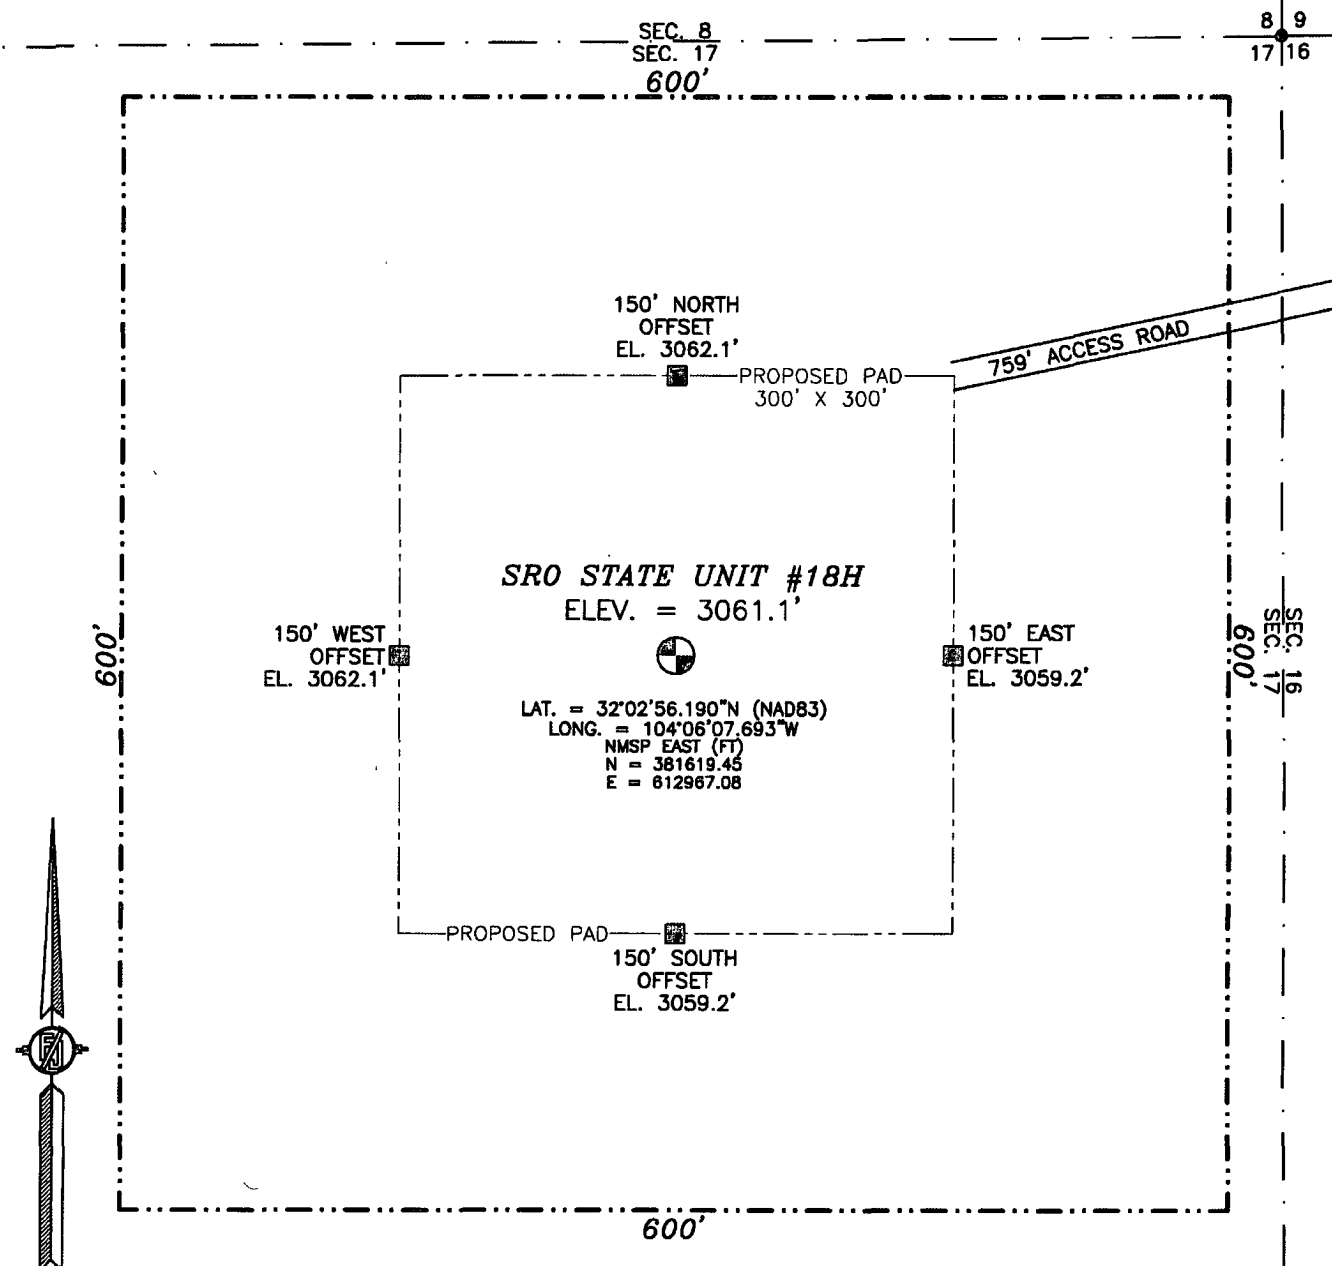 SEC. 8
SEC. 17
8 9
17 16
600'
150' NORTH
OFFSET
EL. 3062.1'
PROPOSED PAD
300' X 300'
759' ACCESS ROAD
SRO STATE UNIT #18H
ELEV. = 3061.1'
150' WEST
OFFSET
EL. 3062.1'
150' EAST
OFFSET
EL. 3059.2'
600'
600'
SEC. 16
SEC. 17
LAT. = 32°02'56.190"N (NAD83)
LONG. = 104°06'07.693"W
NMSP EAST (FT)
N = 381619.45
E = 612967.08
PROPOSED PAD
150' SOUTH
OFFSET
EL. 3059.2'
600'